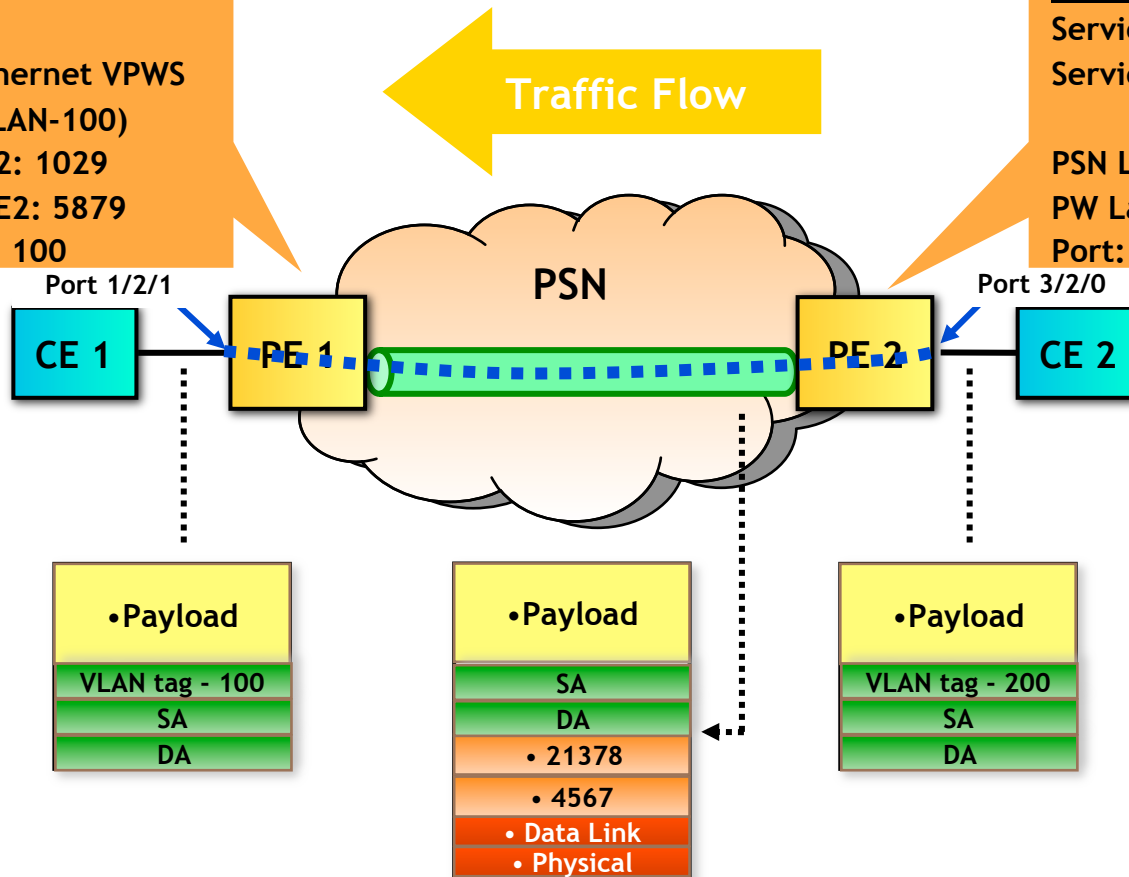 hernet VPWS
LAN-100)
2: 1029
E2: 5879
100
Traffic Flow
Servic
Servic
PSN L
PW La
Port:
Port 1/2/1
PSN
Port 3/2/0
CE 1
PE 1
PE 2
CE 2
•Payload
VLAN tag - 100
SA
DA
•Payload
SA
DA
• 21378
• 4567
• Data Link
• Physical
•Payload
VLAN tag - 200
SA
DA